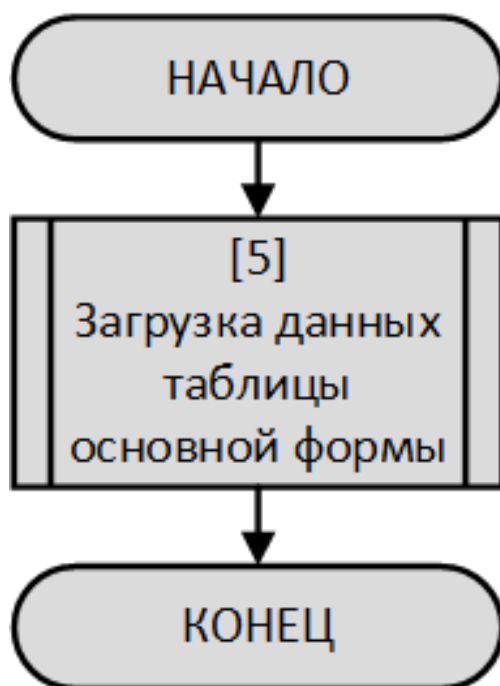 НАЧАЛО
[5]
Загрузка данных
таблицы
основной формы
КОНЕЦ